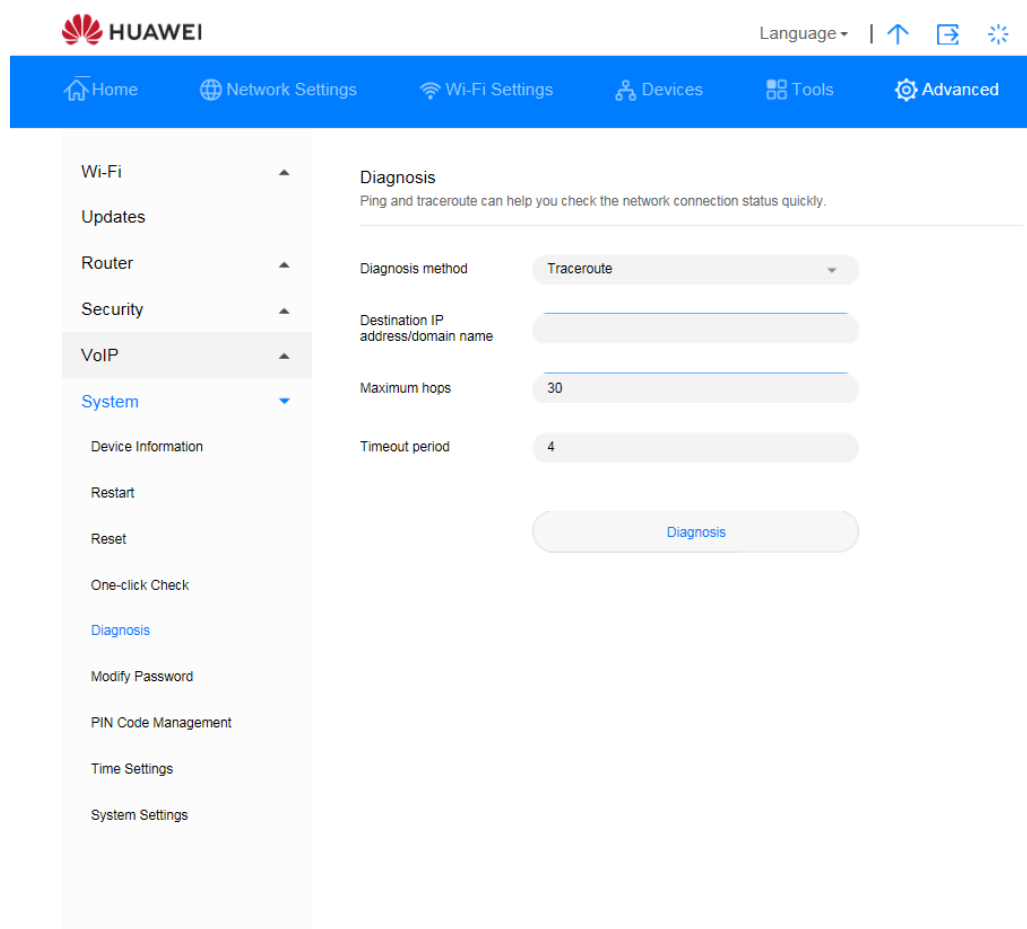 HUAWEI
Language
Home
Network Settings
Wi-Fi Settings
Devices
Tools
Advanced
Wi-Fi
Updates
Router
Security
VoIP
System
Device Information
Restart
Reset
One-click Check
Diagnosis
Modify Password
PIN Code Management
Time Settings
System Settings
Diagnosis
Ping and traceroute can help you check the network connection status quickly.
Diagnosis method
Traceroute
Destination IP
address/domain name
Maximum hops
30
Timeout period
4
Diagnosis